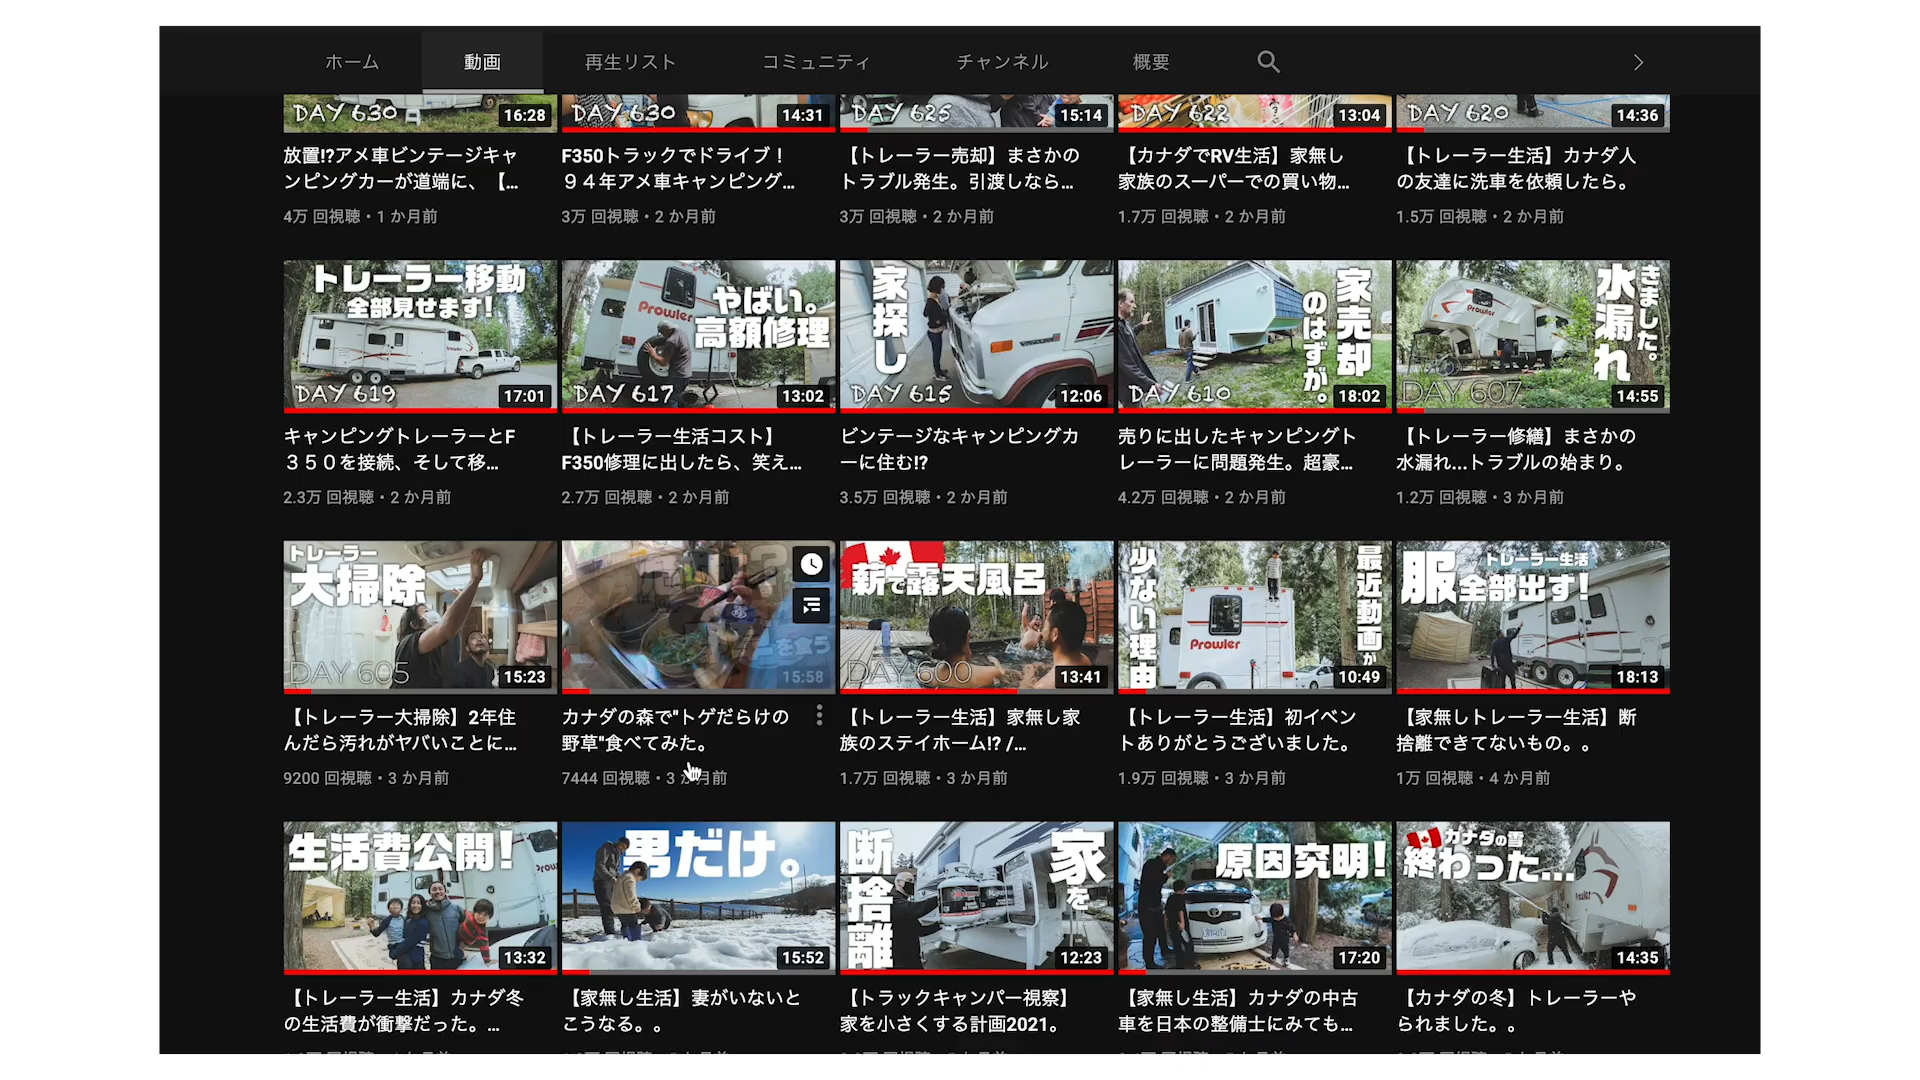 ホーム
動画
再生リスト
コミュニティ
チャンネル
概要
DAY 630
16:28
DAY 630
14:31
DAY 625
15:14
DAY 622
13:04
DAY 620
14:36
放置!?アメ車ビンテージキャ
ンピングカーが道端に、【...
4万 回視聴・1 か月前
F350トラックでドライブ！
９４年アメ車キャンピング...
3万 回視聴・2 か月前
【トレーラー売却】まさかの
トラブル発生。引渡しなら...
3万 回視聴・2 か月前
【カナダでRV生活】家無し
家族のスーパーでの買い物...
1.7万 回視聴・2 か月前
【トレーラー生活】カナダ人
の友達に洗車を依頼したら。
1.5万 回視聴・2 か月前
トレーラー移動
全部見せます!
DAY 619
17:01
やばい。
高額修理
Prowler
DAY 617
13:02
家探し
DAY 615
12:06
家売却
のはずが。
DAY 610
18:02
きました。
水漏れ
Prowler
DAY 607
14:55
キャンピングトレーラーとF
３５０を接続、そして移...
2.3万 回視聴・2 か月前
【トレーラー生活コスト】
F350修理に出したら、笑え...
2.7万 回視聴・2 か月前
ビンテージなキャンピングカ
ーに住む!?
3.5万 回視聴・2 か月前
売りに出したキャンピングト
レーラーに問題発生。超豪...
4.2万 回視聴・2 か月前
【トレーラー修繕】まさかの
水漏れ...トラブルの始まり。
1.2万 回視聴・3 か月前
トレーラー
大掃除
DAY 605
15:23
を食う
15:58
薪で露天風呂
DAY 600
13:41
最近動画が
少ない理由
Prowler
10:49
トレーラー生活
服全部出す!
18:13
【トレーラー大掃除】2年住
んだら汚れがヤバいことに...
9200 回視聴・3 か月前
カナダの森で"トゲだらけの
野草"食べてみた。
7444 回視聴・3 か月前
【トレーラー生活】家無し家
族のステイホーム!? /...
1.7万 回視聴・3 か月前
【トレーラー生活】初イベン
トありがとうございました。
1.9万 回視聴・3 か月前
【家無しトレーラー生活】断
捨離できてないもの。。
1万 回視聴・4 か月前
生活費公開!
13:32
男だけ。
15:52
家を
断捨離
12:23
原因究明!
17:20
カナダの雪
終わった...
14:35
【トレーラー生活】カナダ冬
の生活費が衝撃だった。...
【家無し生活】妻がいないと
こうなる。。
【トラックキャンパー視察】
家を小さくする計画2021。
【家無し生活】カナダの中古
車を日本の整備士にみても...
【カナダの冬】トレーラーや
られました。。